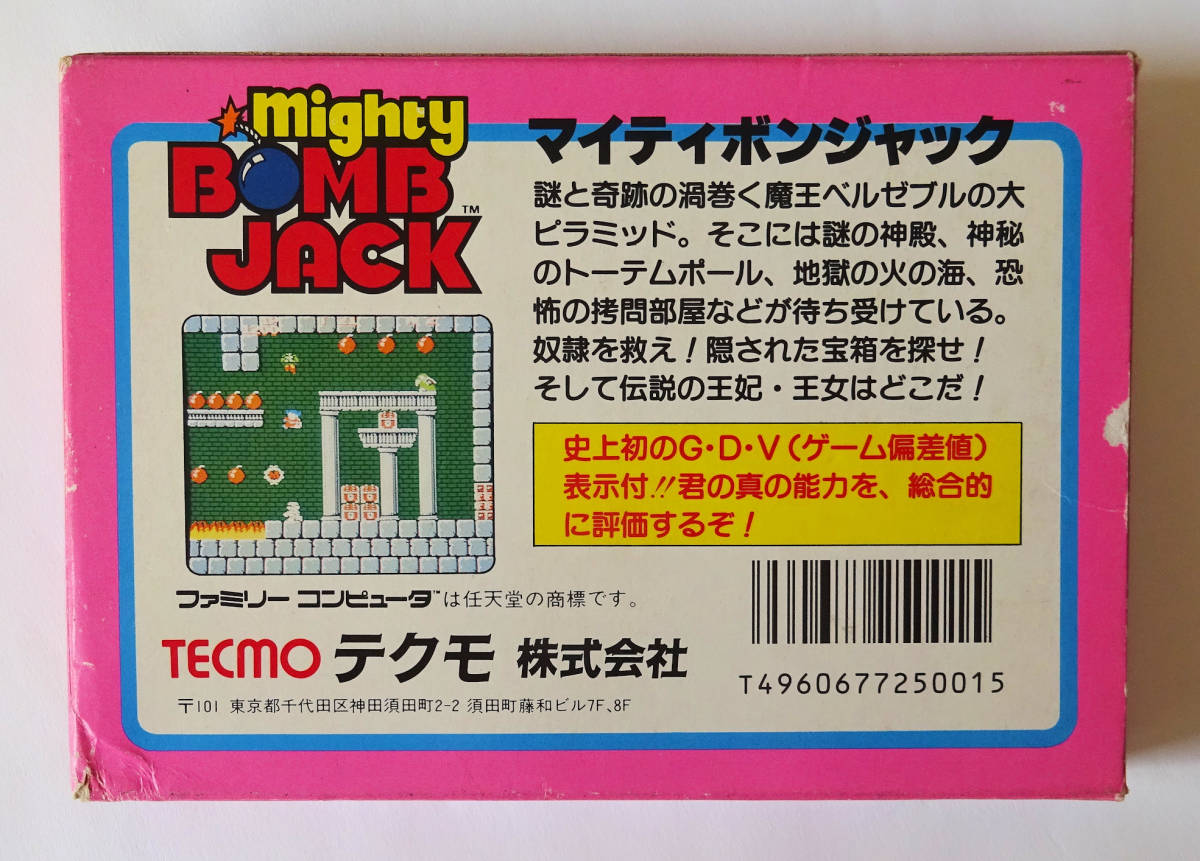 mighty
BOMB
JACK™
マイティボンジャック
謎と奇跡の渦巻く魔王ベルゼブルの大
ピラミッド。そこには謎の神殿、神秘
のトーテムポール、地獄の火の海、恐
怖の拷問部屋などが待ち受けている。
奴隷を救え！隠された宝箱を探せ！
そして伝説の王妃・王女はどこだ！
史上初のG・D・V（ゲーム偏差値）
表示付!!君の真の能力を、総合的
に評価するぞ！
ファミリーコンピュータ™は任天堂の商標です。
TECMO テクモ 株式会社
〒101 東京都千代田区神田須田町2-2 須田町藤和ビル7F、8F
T4960677250015